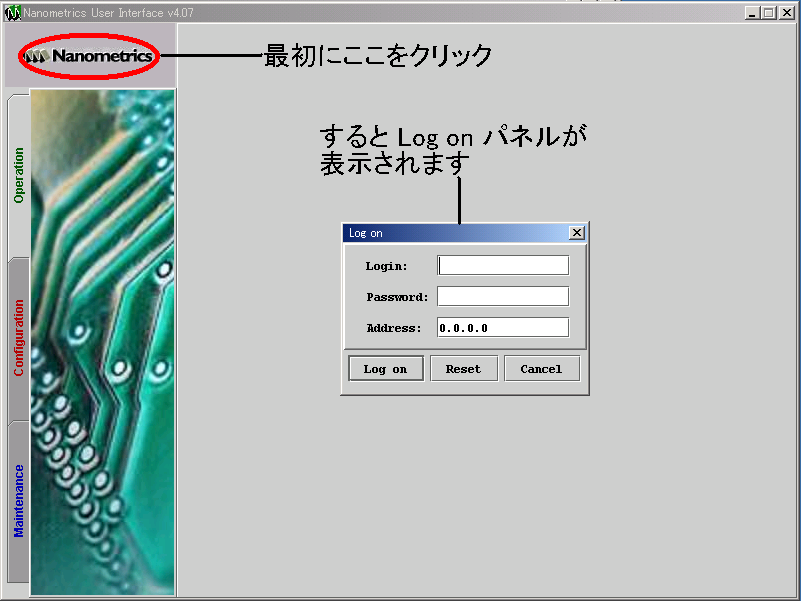 Nanometrics User Interface v4.07
Nanometrics
最初にここをクリック
すると Log on パネルが
表示されます
Operation
Configuration
Maintenance
Log on
Login:
Password:
Address: 0.0.0.0
Log on Reset Cancel